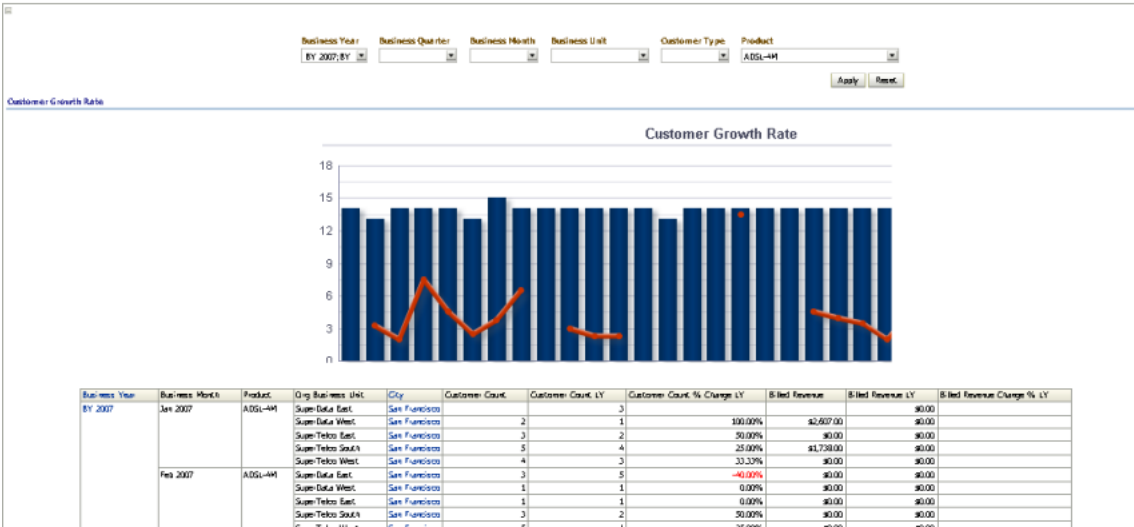 Business Year Business Quarter Business Month Business Unit Customer Type Product
BY 2007;BY ADSL-4M
Apply Reset
Customer Growth Rate
Customer Growth Rate
18
15
12
9
6
3
0
Business Year Business Month Product Org Business Unit City Customer Count Customer Count LY Customer Count % Change LY Billed Revenue Billed Revenue LY Billed Revenue Change % LY
BY 2007 Jan 2007 ADSL-4M SuperData East San Francisco 3 $0.00
SuperData West San Francisco 2 1 100.00% $2,607.00 $0.00
SuperTelco East San Francisco 3 2 50.00% $0.00 $0.00
SuperTelco South San Francisco 5 4 25.00% $1,738.00 $0.00
SuperTelco West San Francisco 4 3 33.33% $0.00 $0.00
Feb 2007 ADSL-4M SuperData East San Francisco 3 5 -40.00% $0.00 $0.00
SuperData West San Francisco 1 1 0.00% $0.00 $0.00
SuperTelco East San Francisco 1 1 0.00% $0.00 $0.00
SuperTelco South San Francisco 3 2 50.00% $0.00 $0.00